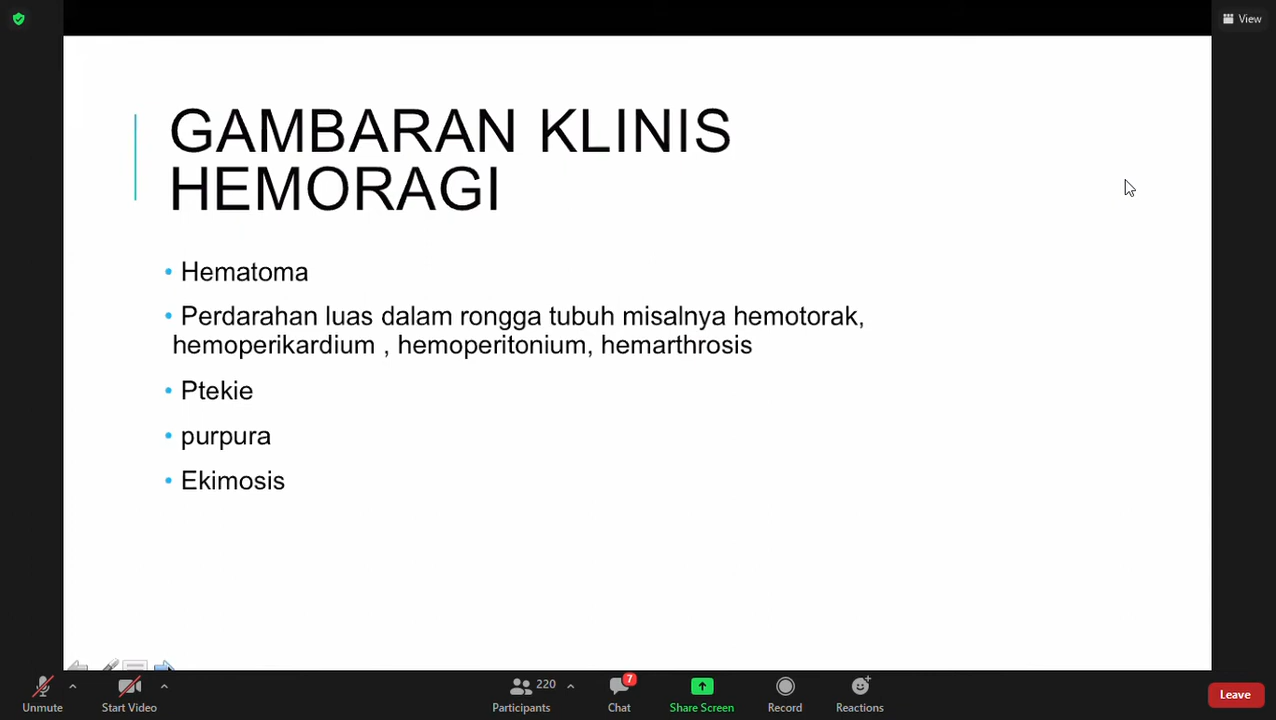 View
GAMBARAN KLINIS
HEMORAGI
• Hematoma
• Perdarahan luas dalam rongga tubuh misalnya hemotorak,
hemoperikardium , hemoperitonium, hemarthrosis
• Ptekie
• purpura
• Ekimosis
220
7
Unmute
Start Video
Participants
Chat
Share Screen
Record
Reactions
Leave